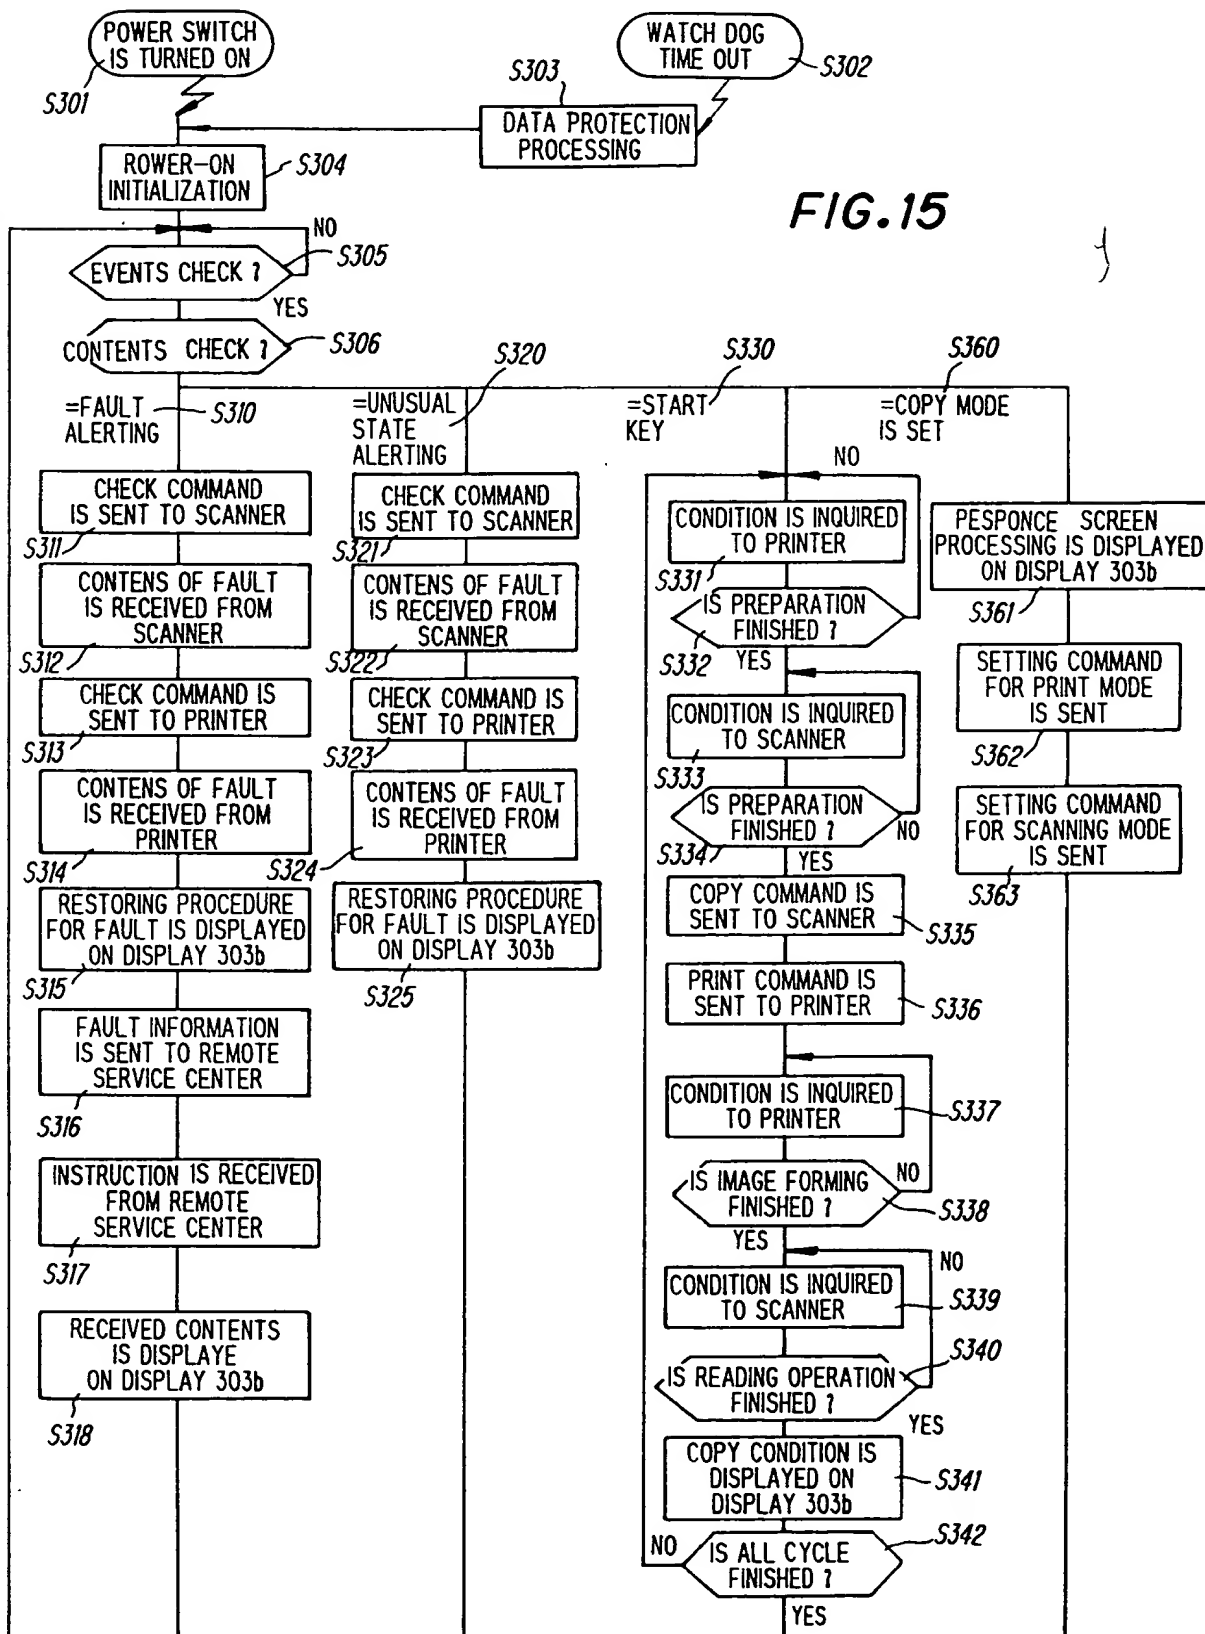 POWER SWITCH
IS TURNED ON
S301
WATCH DOG
TIME OUT
S302
S303
DATA PROTECTION
PROCESSING
ROWER-ON
INITIALIZATION
S304
FIG.15
NO
EVENTS CHECK ?
S305
YES
CONTENTS CHECK ?
S306
=FAULT
ALERTING
S310
=UNUSUAL
STATE
ALERTING
S320
=START
KEY
S330
=COPY MODE
IS SET
S360
CHECK COMMAND
IS SENT TO SCANNER
S311
CONTENS OF FAULT
IS RECEIVED FROM
SCANNER
S312
CHECK COMMAND IS
SENT TO PRINTER
S313
CONTENS OF FAULT
IS RECEIVED FROM
PRINTER
S314
RESTORING PROCEDURE
FOR FAULT IS DISPLAYED
ON DISPLAY 303b
S315
FAULT INFORMATION
IS SENT TO REMOTE
SERVICE CENTER
S316
INSTRUCTION IS RECEIVED
FROM REMOTE
SERVICE CENTER
S317
RECEIVED CONTENTS
IS DISPLAYE
ON DISPLAY 303b
S318
CHECK COMMAND
IS SENT TO SCANNER
S321
CONTENS OF FAULT
IS RECEIVED FROM
SCANNER
S322
CHECK COMMAND IS
SENT TO PRINTER
S323
CONTENS OF FAULT
IS RECEIVED FROM
PRINTER
S324
RESTORING PROCEDURE
FOR FAULT IS DISPLAYED
ON DISPLAY 303b
S325
NO
CONDITION IS INQUIRED
TO PRINTER
S331
IS PREPARATION
FINISHED ?
S332
YES
CONDITION IS INQUIRED
TO SCANNER
S333
IS PREPARATION
FINISHED ?
NO
S334
YES
COPY COMMAND IS
SENT TO SCANNER
S335
PRINT COMMAND IS
SENT TO PRINTER
S336
CONDITION IS INQUIRED
TO PRINTER
S337
IS IMAGE FORMING
FINISHED ?
NO
S338
YES
NO
CONDITION IS INQUIRED
TO SCANNER
S339
IS READING OPERATION
FINISHED ?
S340
YES
COPY CONDITION IS
DISPLAYED ON
DISPLAY 303b
S341
NO
IS ALL CYCLE
FINISHED ?
S342
YES
PESPONCE SCREEN
PROCESSING IS DISPLAYED
ON DISPLAY 303b
S361
SETTING COMMAND
FOR PRINT MODE
IS SENT
S362
SETTING COMMAND
FOR SCANNING MODE
IS SENT
S363